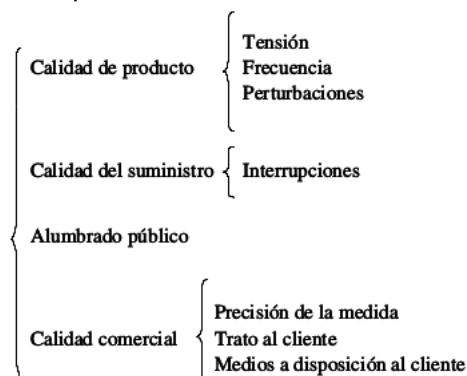 Calidad de producto
Tensión
Frecuencia
Perturbaciones
Calidad del suministro
Interrupciones
Alumbrado público
Calidad comercial
Precisión de la medida
Trato al cliente
Medios a disposición al cliente